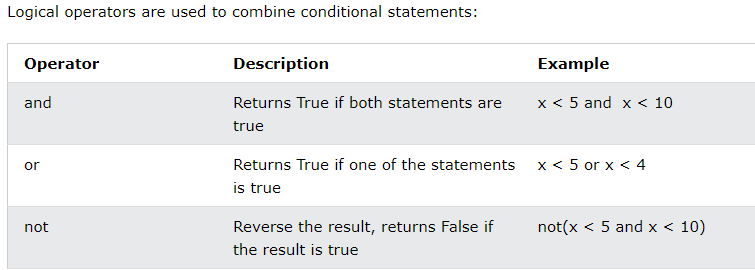 Logical operators are used to combine conditional statements:
Operator Description Example
and Returns True if both statements are x < 5 and  x < 10
true
or Returns True if one of the statements x < 5 or x < 4
is true
not Reverse the result, returns False if not(x < 5 and x < 10)
the result is true